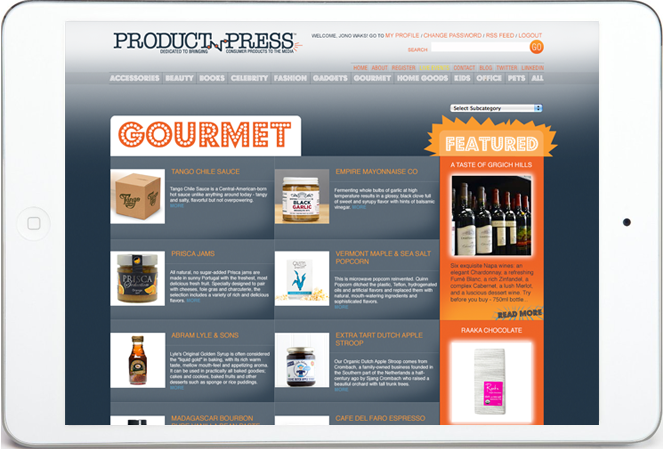 PRODUCT N PRESS
DEDICATED TO BRINGING CONSUMER PRODUCTS TO THE MEDIA
WELCOME, JONG WAKS! GO TO MY PROFILE / CHANGE PASSWORD / RSS FEED / LOGOUT
SEARCH GO
HOME ABOUT REGISTER CONTACT BLOG TWITTER LINKEDIN
ACCESSORIES BEAUTY BOOKS CELEBRITY FASHION GADGETS GOURMET HOME GOODS KIDS OFFICE PETS ALL
Select Subcategory
GOURMET
FEATURED
TANGO CHILE SAUCE
Tango Chile Sauce is a Central-American-born
hot sauce unlike anything around today - tangy
and salty, flavorful but not overpowering.
MORE
EMPIRE MAYONNAISE CO
Fermenting whole bulbs of garlic at high
temperature results in a glossy, black clove full
of sweet and syrupy flavor with hints of balsamic
vinegar. MORE
BLACK GARLIC
PRISCA JAMS
All natural, no sugar-added Prisca jams are
made in sunny Portugal with the freshest, most
delicious fresh fruit. Specially designed to pair
with cheeses, foie gras and charcuterie, the
selection includes a variety of rich and delicious
flavors. MORE
PRISCA
VERMONT MAPLE & SEA SALT
POPCORN
This is microwave popcorn reinvented. Quinn
Popcorn ditched the plastic, Teflon, hydrogenated
oils and artificial flavors and replaced them with
natural, mouth-watering ingredients and
sophisticated flavors.
MORE
ABRAM LYLE & SONS
Lyle's Original Golden Syrup is often considered
the "liquid gold" in baking, with its rich warm
taste, mellow mouth-feel and appetizing aroma.
It can be used in practically all baked goodies;
cakes and cookies, baked fruits and other
desserts such as sponge or rice puddings.
MORE
EXTRA TART DUTCH APPLE
STROOP
Our Organic Dutch Apple Stroop comes from
Crombach, a family-owned business founded in
the Southern part of the Netherlands a half-
century ago by Sjang Crombach who raised a
beautiful orchard with tall trunk trees.
MORE
MADAGASCAR BOURBON
CAFE DEL FARO ESPRESSO
A TASTE OF GRGICH HILLS
Six exquisite Napa wines: an
elegant Chardonnay, a refreshing
Fumé Blanc, a rich Zinfandel, a
complex Cabernet, a lush Merlot,
and a luscious dessert wine. Try
before you buy - 750ml bottle.
READ MORE
RAAKA CHOCOLATE
Raaka